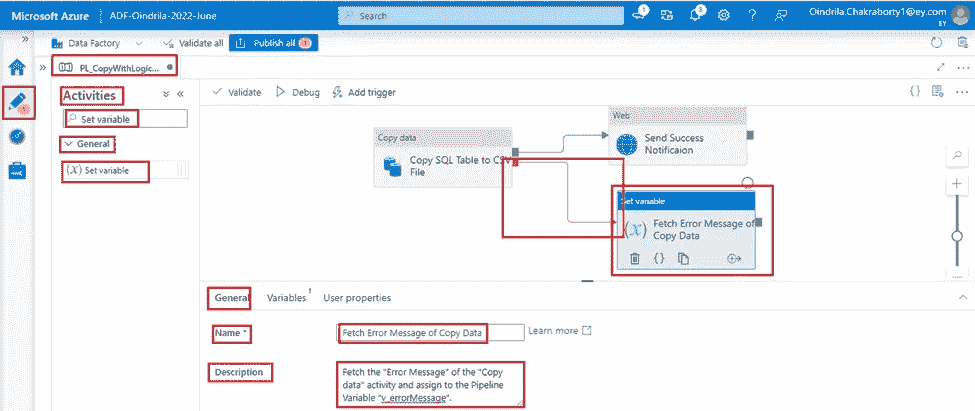 Microsoft Azure
ADF-Oindrila-2022-June
Search
1
8
Oindrila.Chakraborty1@ey.com
EY
»
Data Factory
Validate all
Publish all 1
»
PL_CopyWithLogic...
Activities
Set variable
General
(x) Set variable
Validate
Debug
Add trigger
Copy data
Copy SQL Table to CSV
File
Web
Send Success
Notificaion
Set variable
(x)
Fetch Error Message of
Copy Data
General
Variables 1
User properties
Name *
Fetch Error Message of Copy Data
Learn more
Description
Fetch the "Error Message" of the "Copy
data" activity and assign to the Pipeline
Variable "v_errorMessage".